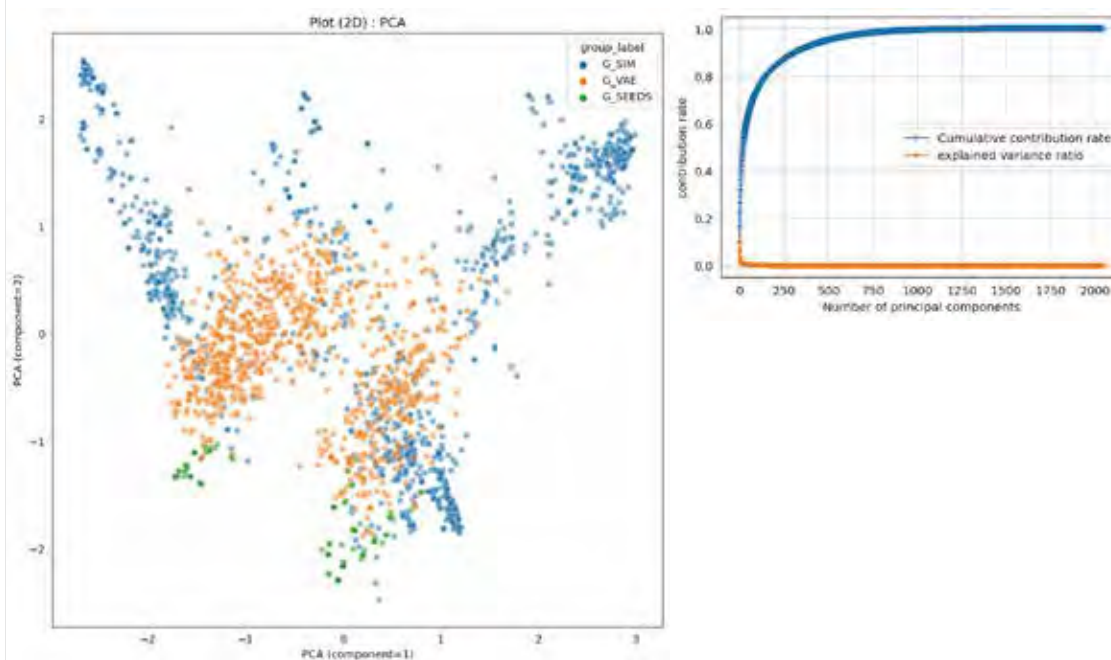 Plot (2D) : PCA
group_label
G_SIM
G_VAE
G_SEEDS
2
1
0
−1
−2
PCA (component=2)
−2
−1
0
1
2
3
PCA (component=1)
1.0
0.8
0.6
0.4
0.2
0.0
contribution rate
Cumulative contribution rate
explained variance ratio
0
250
500
750
1000
1250
1500
1750
2000
Number of principal components